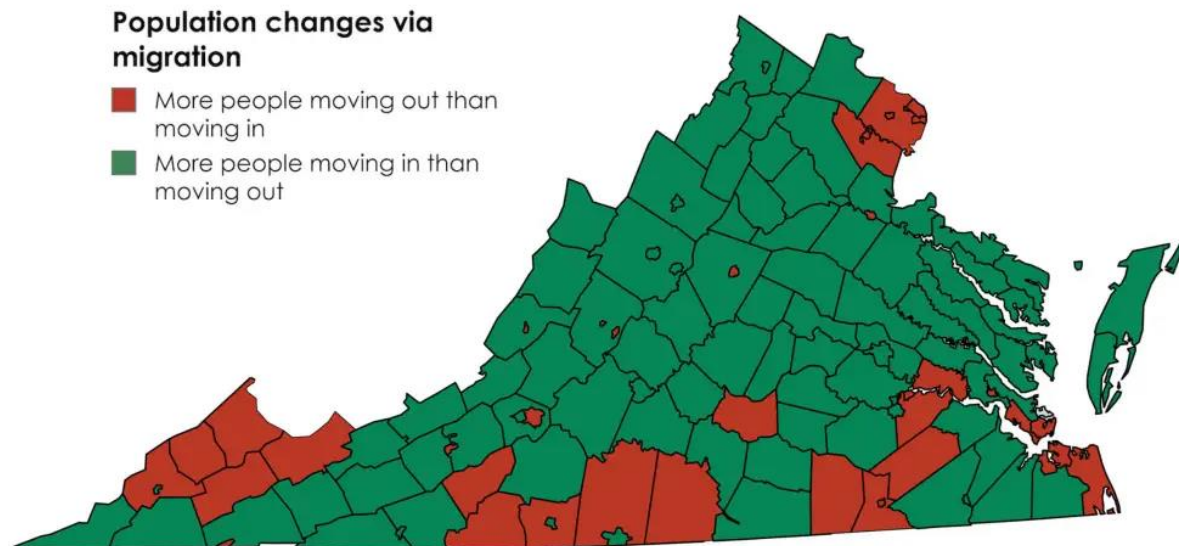 Population changes via
migration
More people moving out than
moving in
More people moving in than
moving out